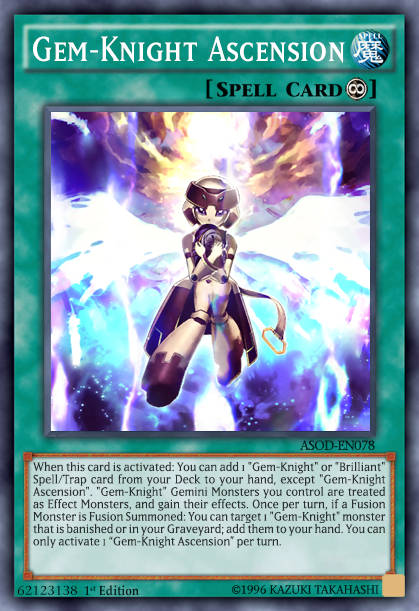 GEM-KNIGHT ASCENSION
SPELL
魔
[SPELL CARD∞]
ASOD-EN078
When this card is activated: You can add 1 "Gem-Knight" or "Brilliant"
Spell/Trap card from your Deck to your hand, except "Gem-Knight
Ascension". "Gem-Knight" Gemini Monsters you control are treated
as Effect Monsters, and gain their effects. Once per turn, if a Fusion
Monster is Fusion Summoned: You can target 1 "Gem-Knight" monster
that is banished or in your Graveyard; add them to your hand. You can
only activate 1 "Gem-Knight Ascension" per turn.
62123138 1st Edition ©1996 KAZUKI TAKAHASHI